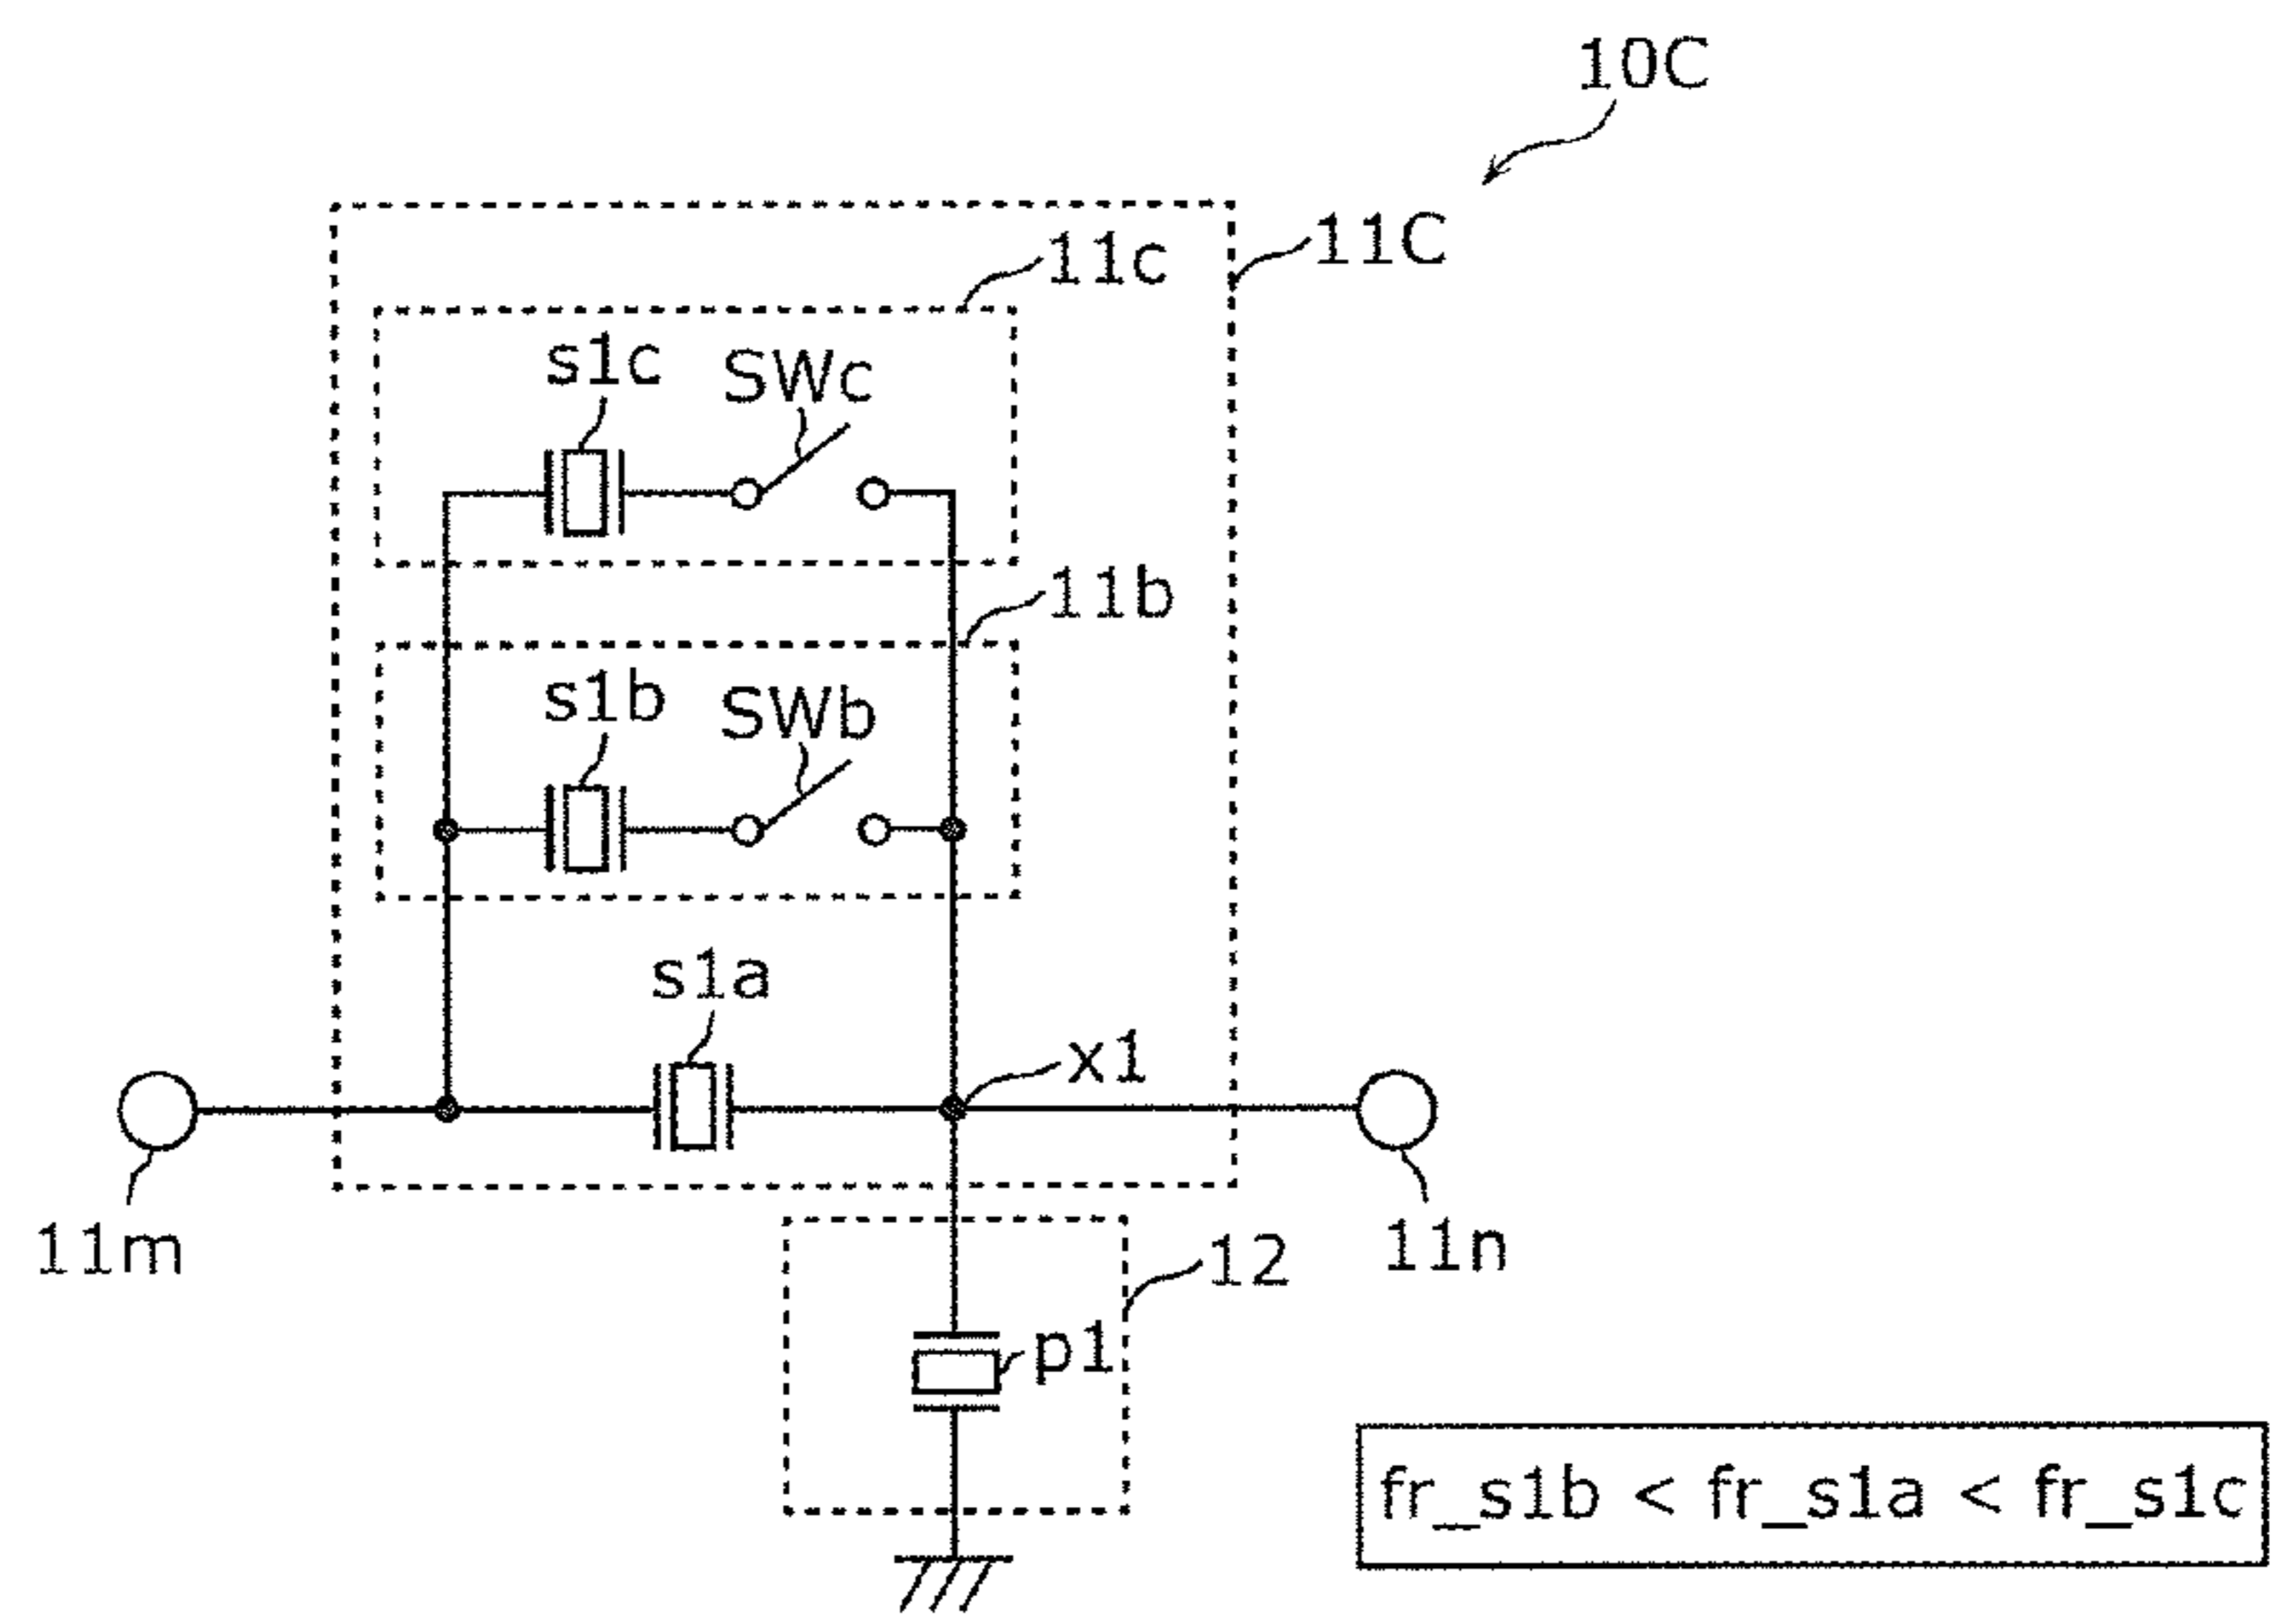 10C
11C
11c
s1c
SWc
11b
s1b
SWb
s1a
x1
11m
11n
12
p1
fr_s1b < fr_s1a < fr_s1c